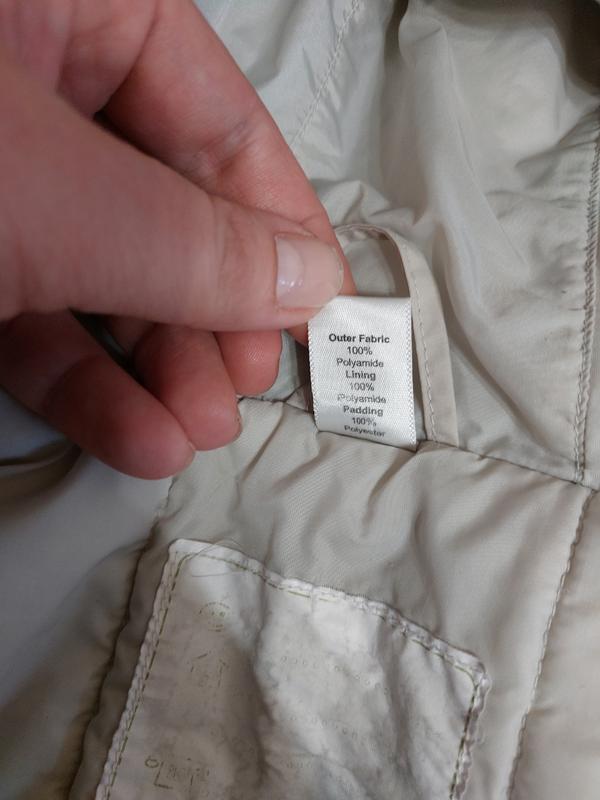 Outer Fabric
100%
Polyamide
Lining
100%
Polyamide
Padding
100%
Polyester